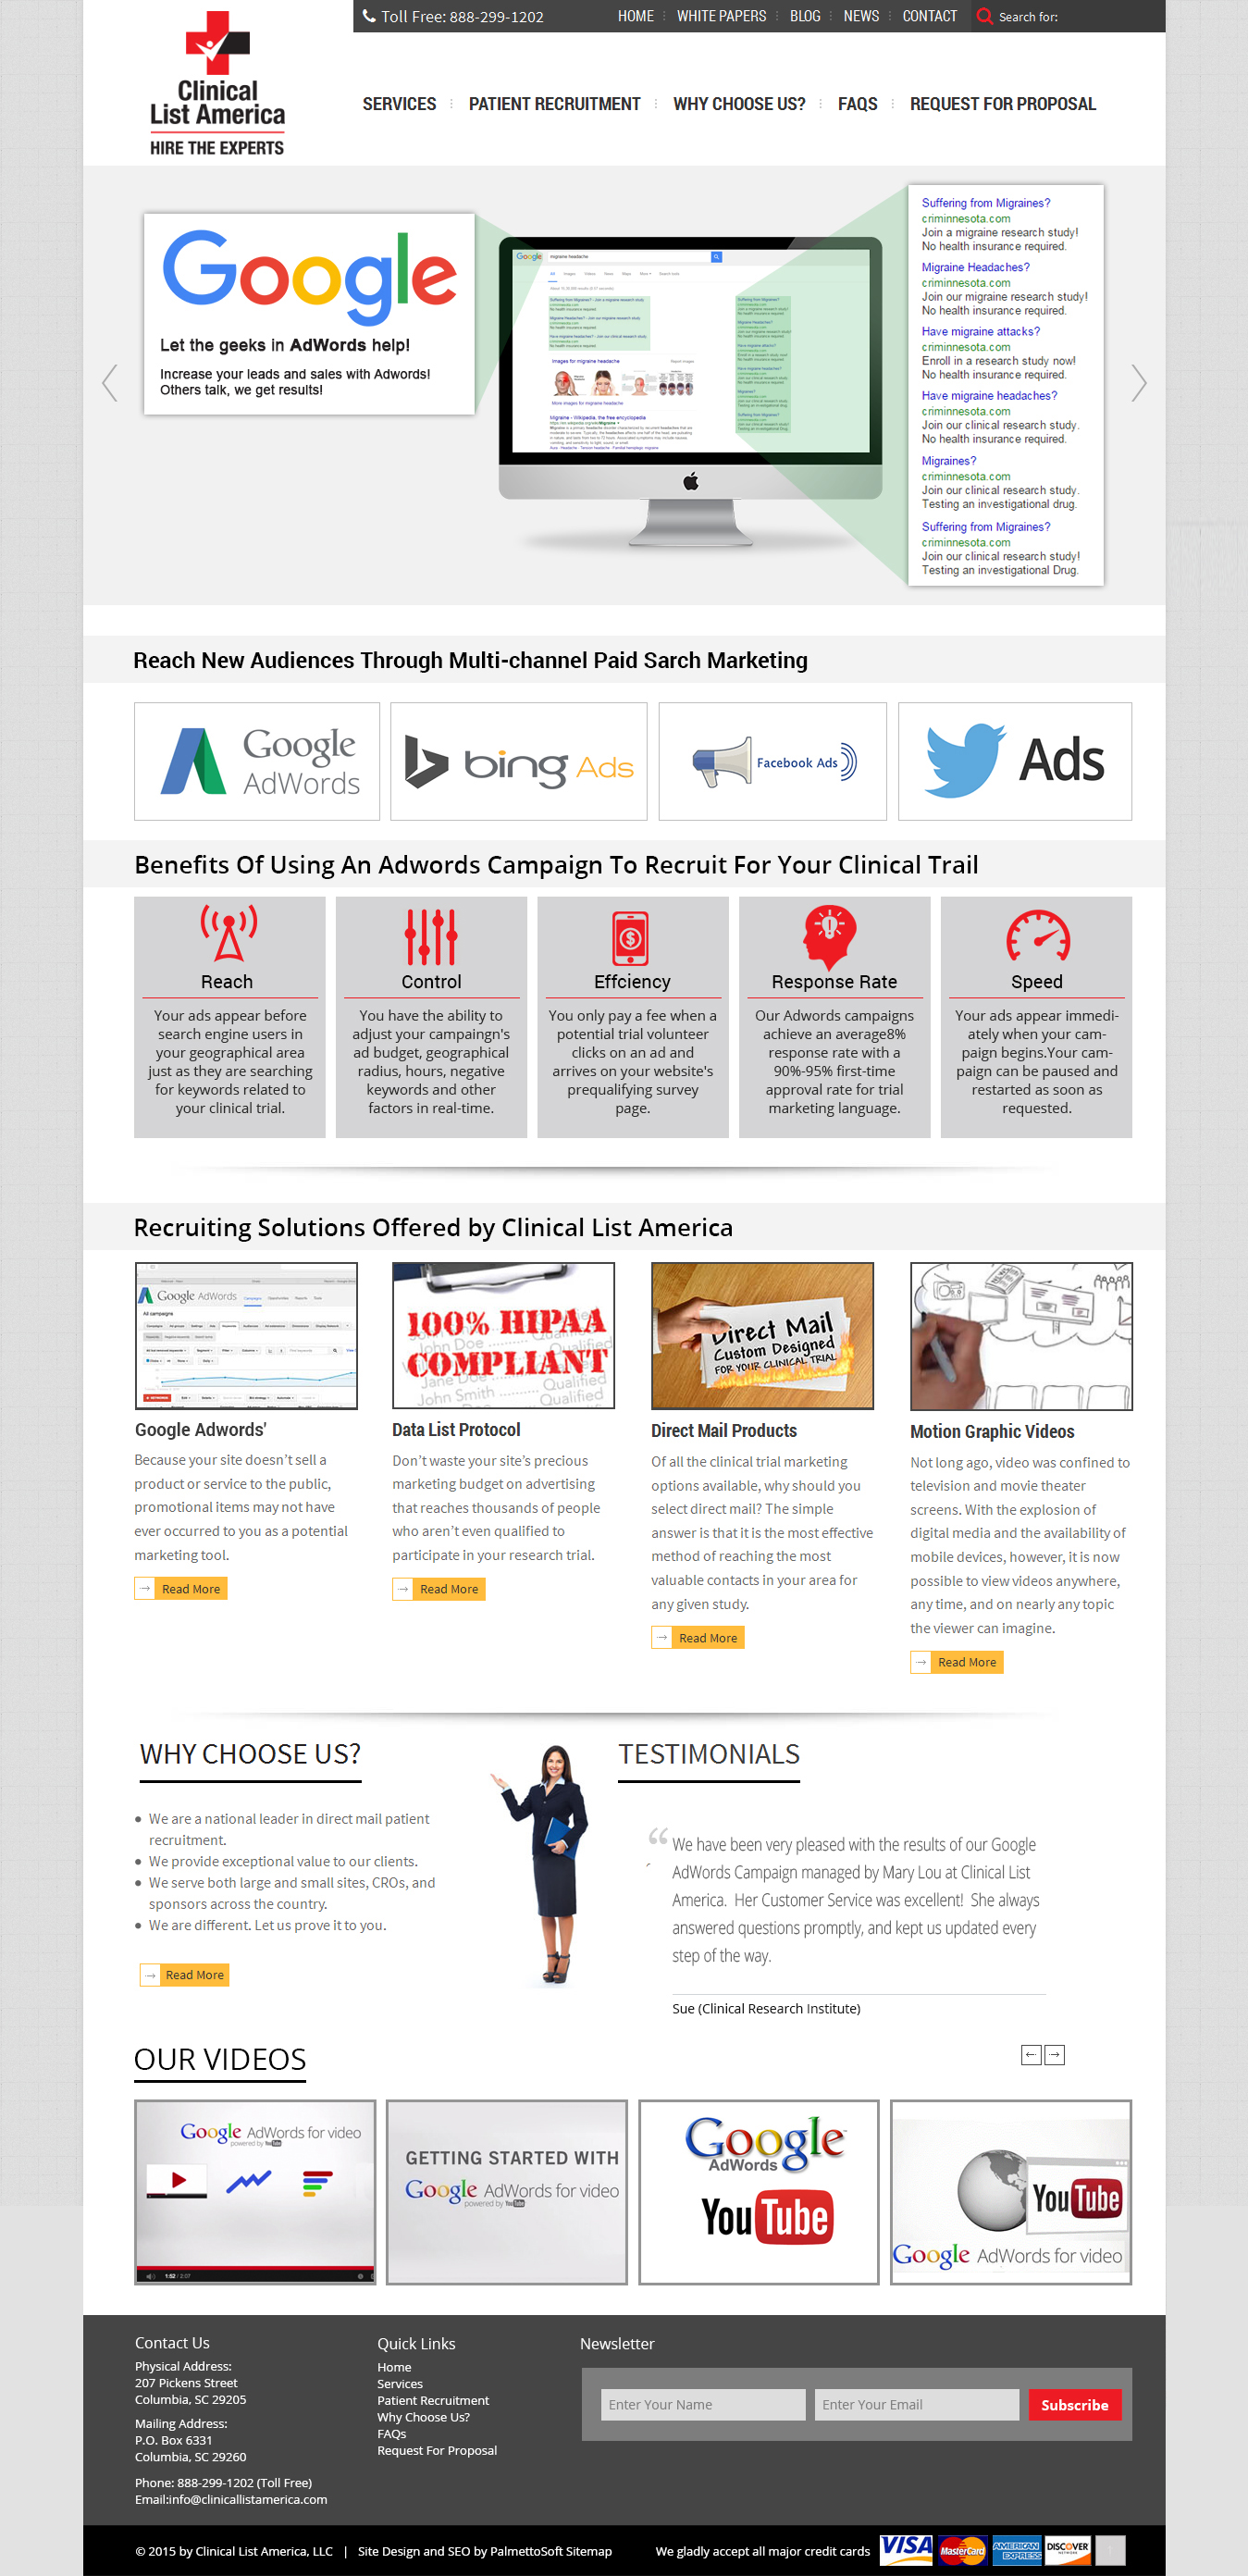 Toll Free: 888-299-1202
HOME WHITE PAPERS BLOG NEWS CONTACT
Search for:
Clinical
List America
HIRE THE EXPERTS
SERVICES PATIENT RECRUITMENT WHY CHOOSE US? FAQS REQUEST FOR PROPOSAL
Google
Let the geeks in AdWords help!
Increase your leads and sales with Adwords!
Others talk, we get results!
Google migraine headache
Suffering from Migraines?
criminnesota.com
Join a migraine research study!
No health insurance required.
Migraine Headaches?
criminnesota.com
Join our migraine research study!
No health insurance required.
Have migraine attacks?
criminnesota.com
Enroll in a research study now!
No health insurance required.
Have migraine headaches?
criminnesota.com
Join our clinical research study.
No health insurance required.
Migraines?
criminnesota.com
Join our clinical research study.
Testing an investigational drug.
Suffering from Migraines?
criminnesota.com
Join our clinical research study!
Testing an investigational Drug.
Reach New Audiences Through Multi-channel Paid Sarch Marketing
Google
AdWords
bing Ads
Facebook Ads
Ads
Benefits Of Using An Adwords Campaign To Recruit For Your Clinical Trail
Reach
Your ads appear before
search engine users in
your geographical area
just as they are searching
for keywords related to
your clinical trial.
Control
You have the ability to
adjust your campaingn's
ad budget, geographical
radius, hours, negative
keywords and other
factors in real-time.
Effciency
You only pay a fee when a
potential trial volunteer
clicks on an ad and
arrives on your website's
prequalifying survey
page.
Response Rate
Our Adwords campaigns
achieve an average8%
response rate with a
90%-95% first-time
approval rate for trial
marketing language.
Speed
Your ads appear immedi-
ately when your cam-
paign begins.Your cam-
paign can be paused and
restarted as soon as
requested.
Recruiting Solutions Offered by Clinical List America
Google AdWords
All campaigns
100% HIPAA
COMPLIANT
John Doe
Qualified
Jane Doe
John Smith
Qualified
Direct Mail
Custom Designed
FOR YOUR CLINICAL TRIAL
Google Adwords'
Because your site doesn’t sell a
product or service to the public,
promotional items may not have
ever occurred to you as a potential
marketing tool.
Read More
Data List Protocol
Don’t waste your site’s precious
marketing budget on advertising
that reaches thousands of people
who aren’t even qualified to
participate in your research trial.
Read More
Direct Mail Products
Of all the clinical trial marketing
options available, why should you
select direct mail? The simple
answer is that it is the most effective
method of reaching the most
valuable contacts in your area for
any given study.
Read More
Motion Graphic Videos
Not long ago, video was confined to
television and movie theater
screens. With the explosion of
digital media and the availability of
mobile devices, however, it is now
possible to view videos anywhere,
any time, and on nearly any topic
the viewer can imagine.
Read More
WHY CHOOSE US?
We are a national leader in direct mail patient
recruitment.
We provide exceptional value to our clients.
We serve both large and small sites, CROs, and
sponsors across the country.
We are different. Let us prove it to you.
Read More
TESTIMONIALS
“ We have been very pleased with the results of our Google
AdWords Campaign managed by Mary Lou at Clinical List
America. Her Customer Service was excellent! She always
answered questions promptly, and kept us updated every
step of the way.
Sue (Clinical Research Institute)
OUR VIDEOS
Google AdWords for video
powered by YouTube
1:52 / 2:07
GETTING STARTED WITH
Google AdWords for video
powered by YouTube
Google
AdWords
YouTube
YouTube
Google AdWords for video
Contact Us
Physical Address:
207 Pickens Street
Columbia, SC 29205
Mailing Address:
P.O. Box 6331
Columbia, SC 29260
Phone: 888-299-1202 (Toll Free)
Email:info@clinicallistamerica.com
Quick Links
Home
Services
Patient Recruitment
Why Choose Us?
FAQs
Request For Proposal
Newsletter
Enter Your Name
Enter Your Email
Subscribe
© 2015 by Clinical List America, LLC | Site Design and SEO by PalmettoSoft Sitemap
We gladly accept all major credit cards
VISA
MasterCard
AMERICAN EXPRESS
DISCOVER